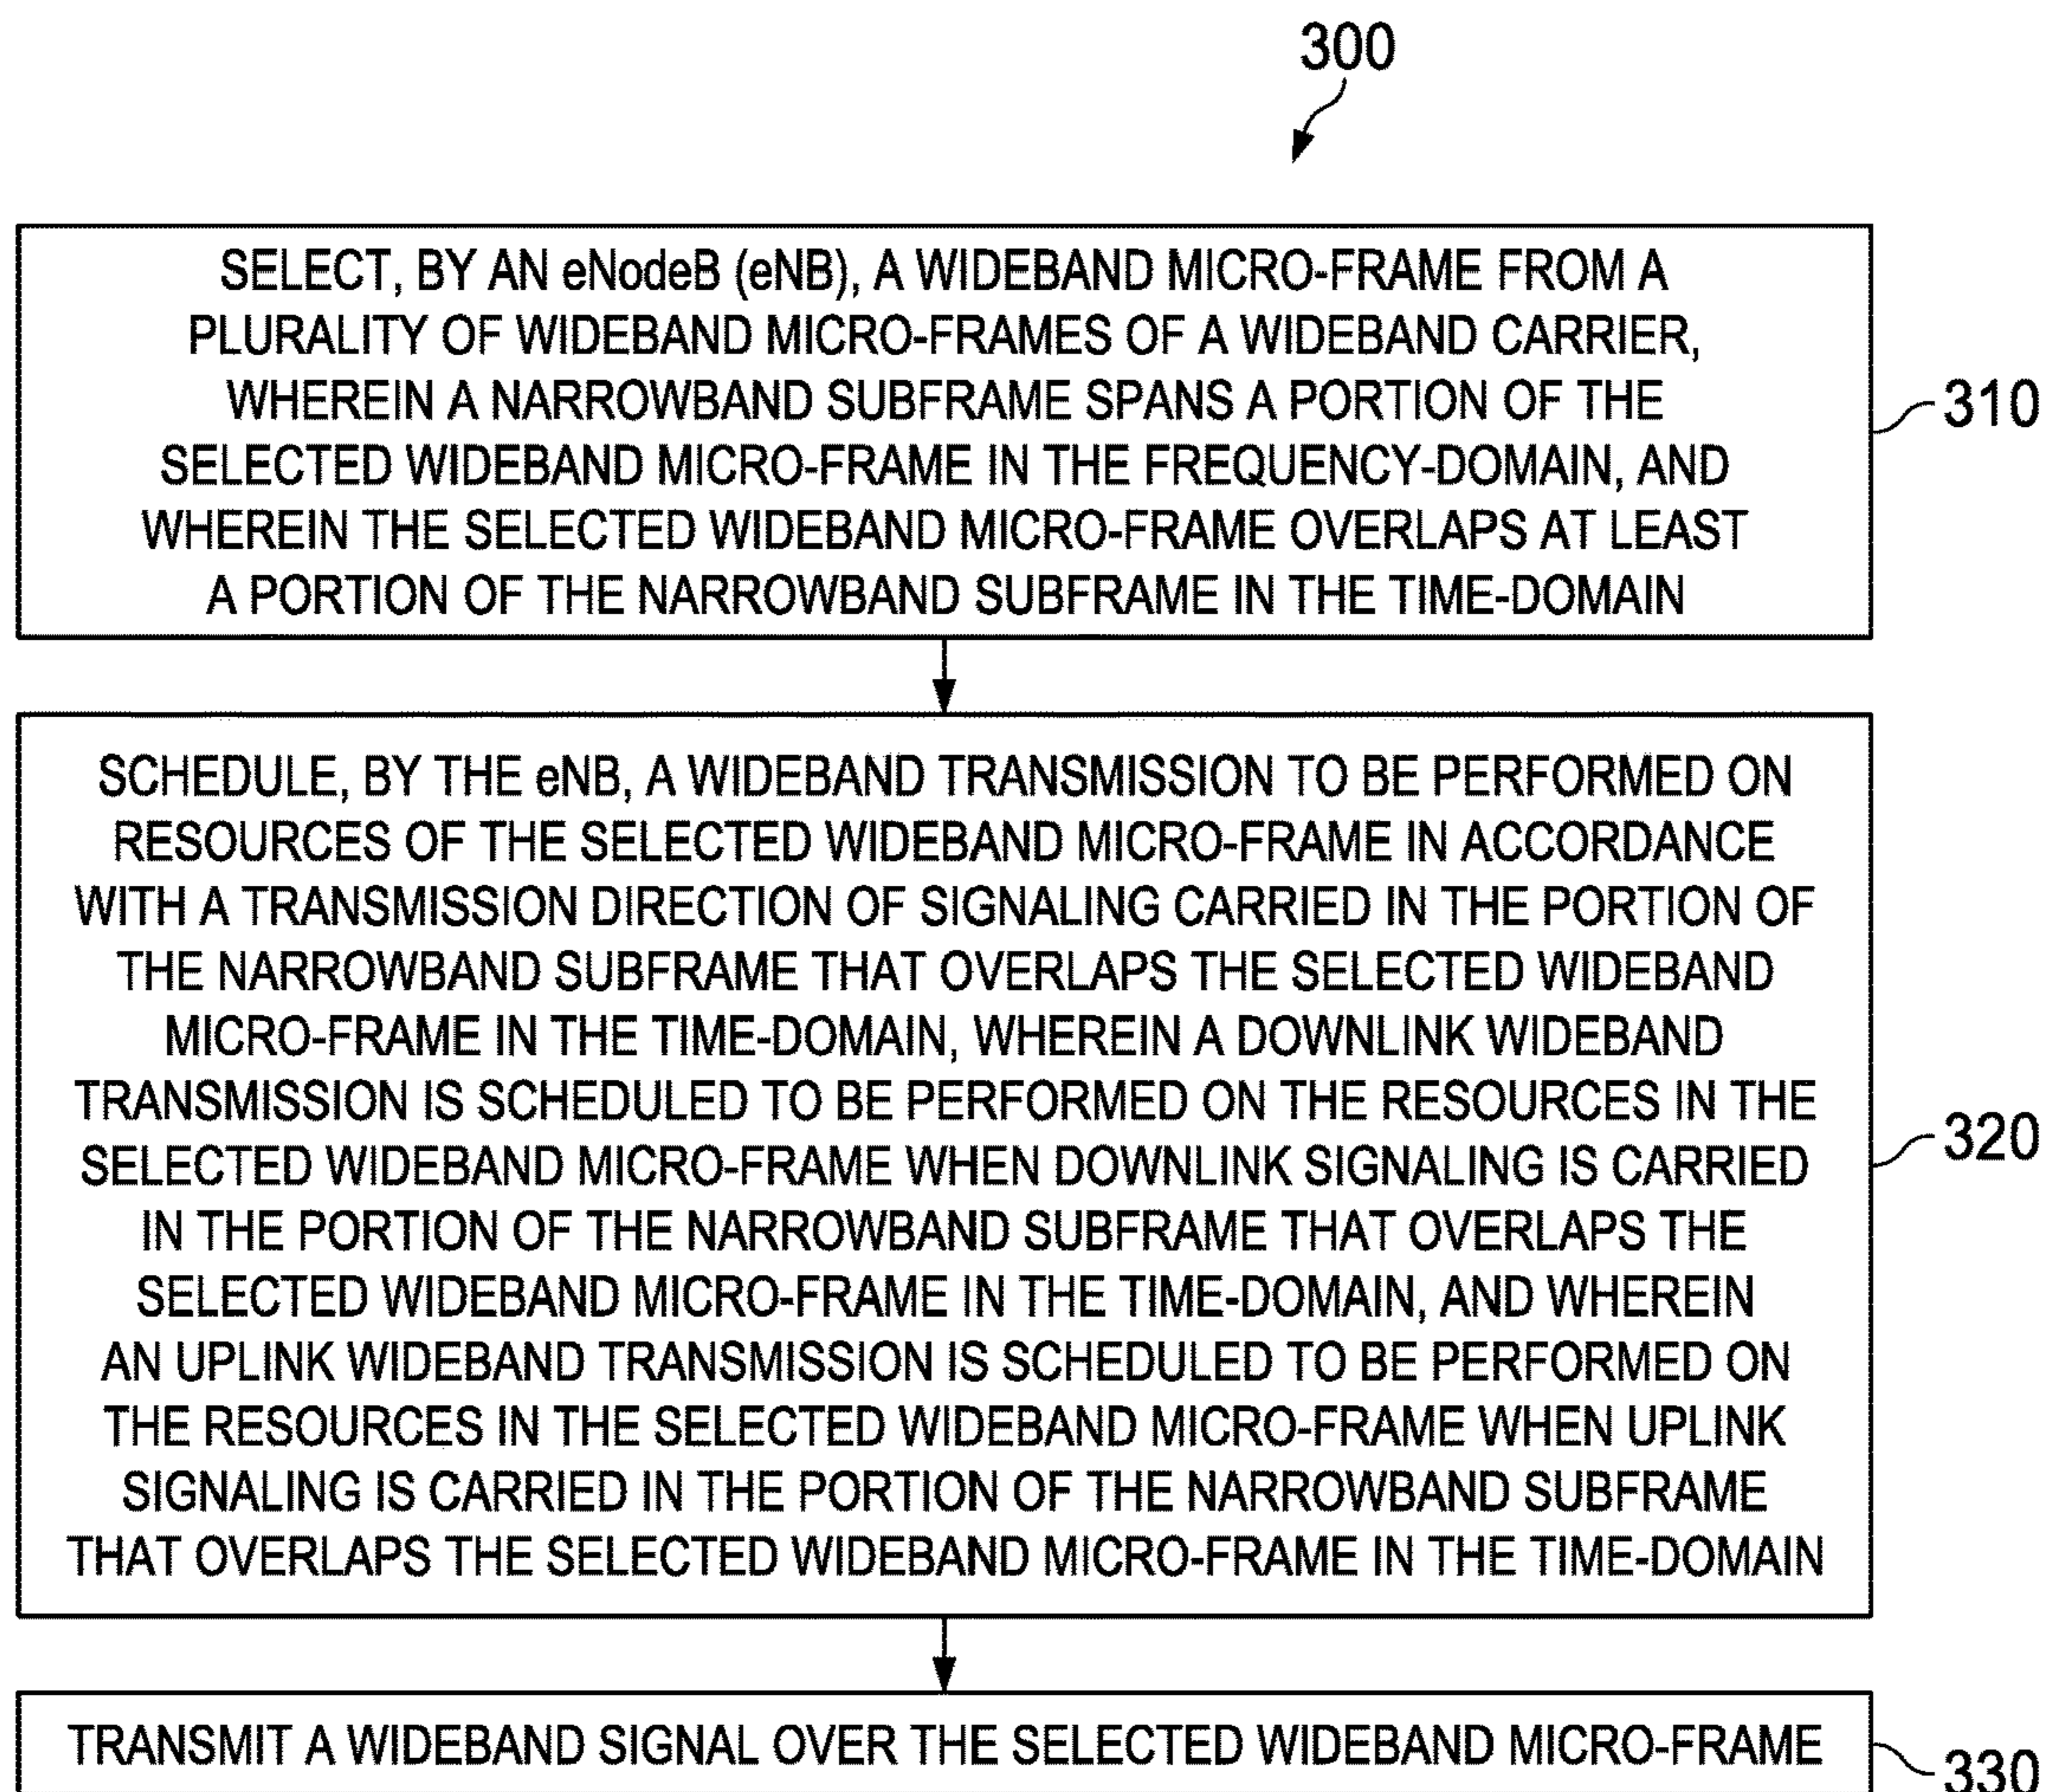 300
SELECT, BY AN eNodeB (eNB), A WIDEBAND MICRO-FRAME FROM A
PLURALITY OF WIDEBAND MICRO-FRAMES OF A WIDEBAND CARRIER,
WHEREIN A NARROWBAND SUBFRAME SPANS A PORTION OF THE
SELECTED WIDEBAND MICRO-FRAME IN THE FREQUENCY-DOMAIN, AND
WHEREIN THE SELECTED WIDEBAND MICRO-FRAME OVERLAPS AT LEAST
A PORTION OF THE NARROWBAND SUBFRAME IN THE TIME-DOMAIN
310
SCHEDULE, BY THE eNB, A WIDEBAND TRANSMISSION TO BE PERFORMED ON
RESOURCES OF THE SELECTED WIDEBAND MICRO-FRAME IN ACCORDANCE
WITH A TRANSMISSION DIRECTION OF SIGNALING CARRIED IN THE PORTION OF
THE NARROWBAND SUBFRAME THAT OVERLAPS THE SELECTED WIDEBAND
MICRO-FRAME IN THE TIME-DOMAIN, WHEREIN A DOWNLINK WIDEBAND
TRANSMISSION IS SCHEDULED TO BE PERFORMED ON THE RESOURCES IN THE
SELECTED WIDEBAND MICRO-FRAME WHEN DOWNLINK SIGNALING IS CARRIED
IN THE PORTION OF THE NARROWBAND SUBFRAME THAT OVERLAPS THE
SELECTED WIDEBAND MICRO-FRAME IN THE TIME-DOMAIN, AND WHEREIN
AN UPLINK WIDEBAND TRANSMISSION IS SCHEDULED TO BE PERFORMED ON
THE RESOURCES IN THE SELECTED WIDEBAND MICRO-FRAME WHEN UPLINK
SIGNALING IS CARRIED IN THE PORTION OF THE NARROWBAND SUBFRAME
THAT OVERLAPS THE SELECTED WIDEBAND MICRO-FRAME IN THE TIME-DOMAIN
320
TRANSMIT A WIDEBAND SIGNAL OVER THE SELECTED WIDEBAND MICRO-FRAME
330